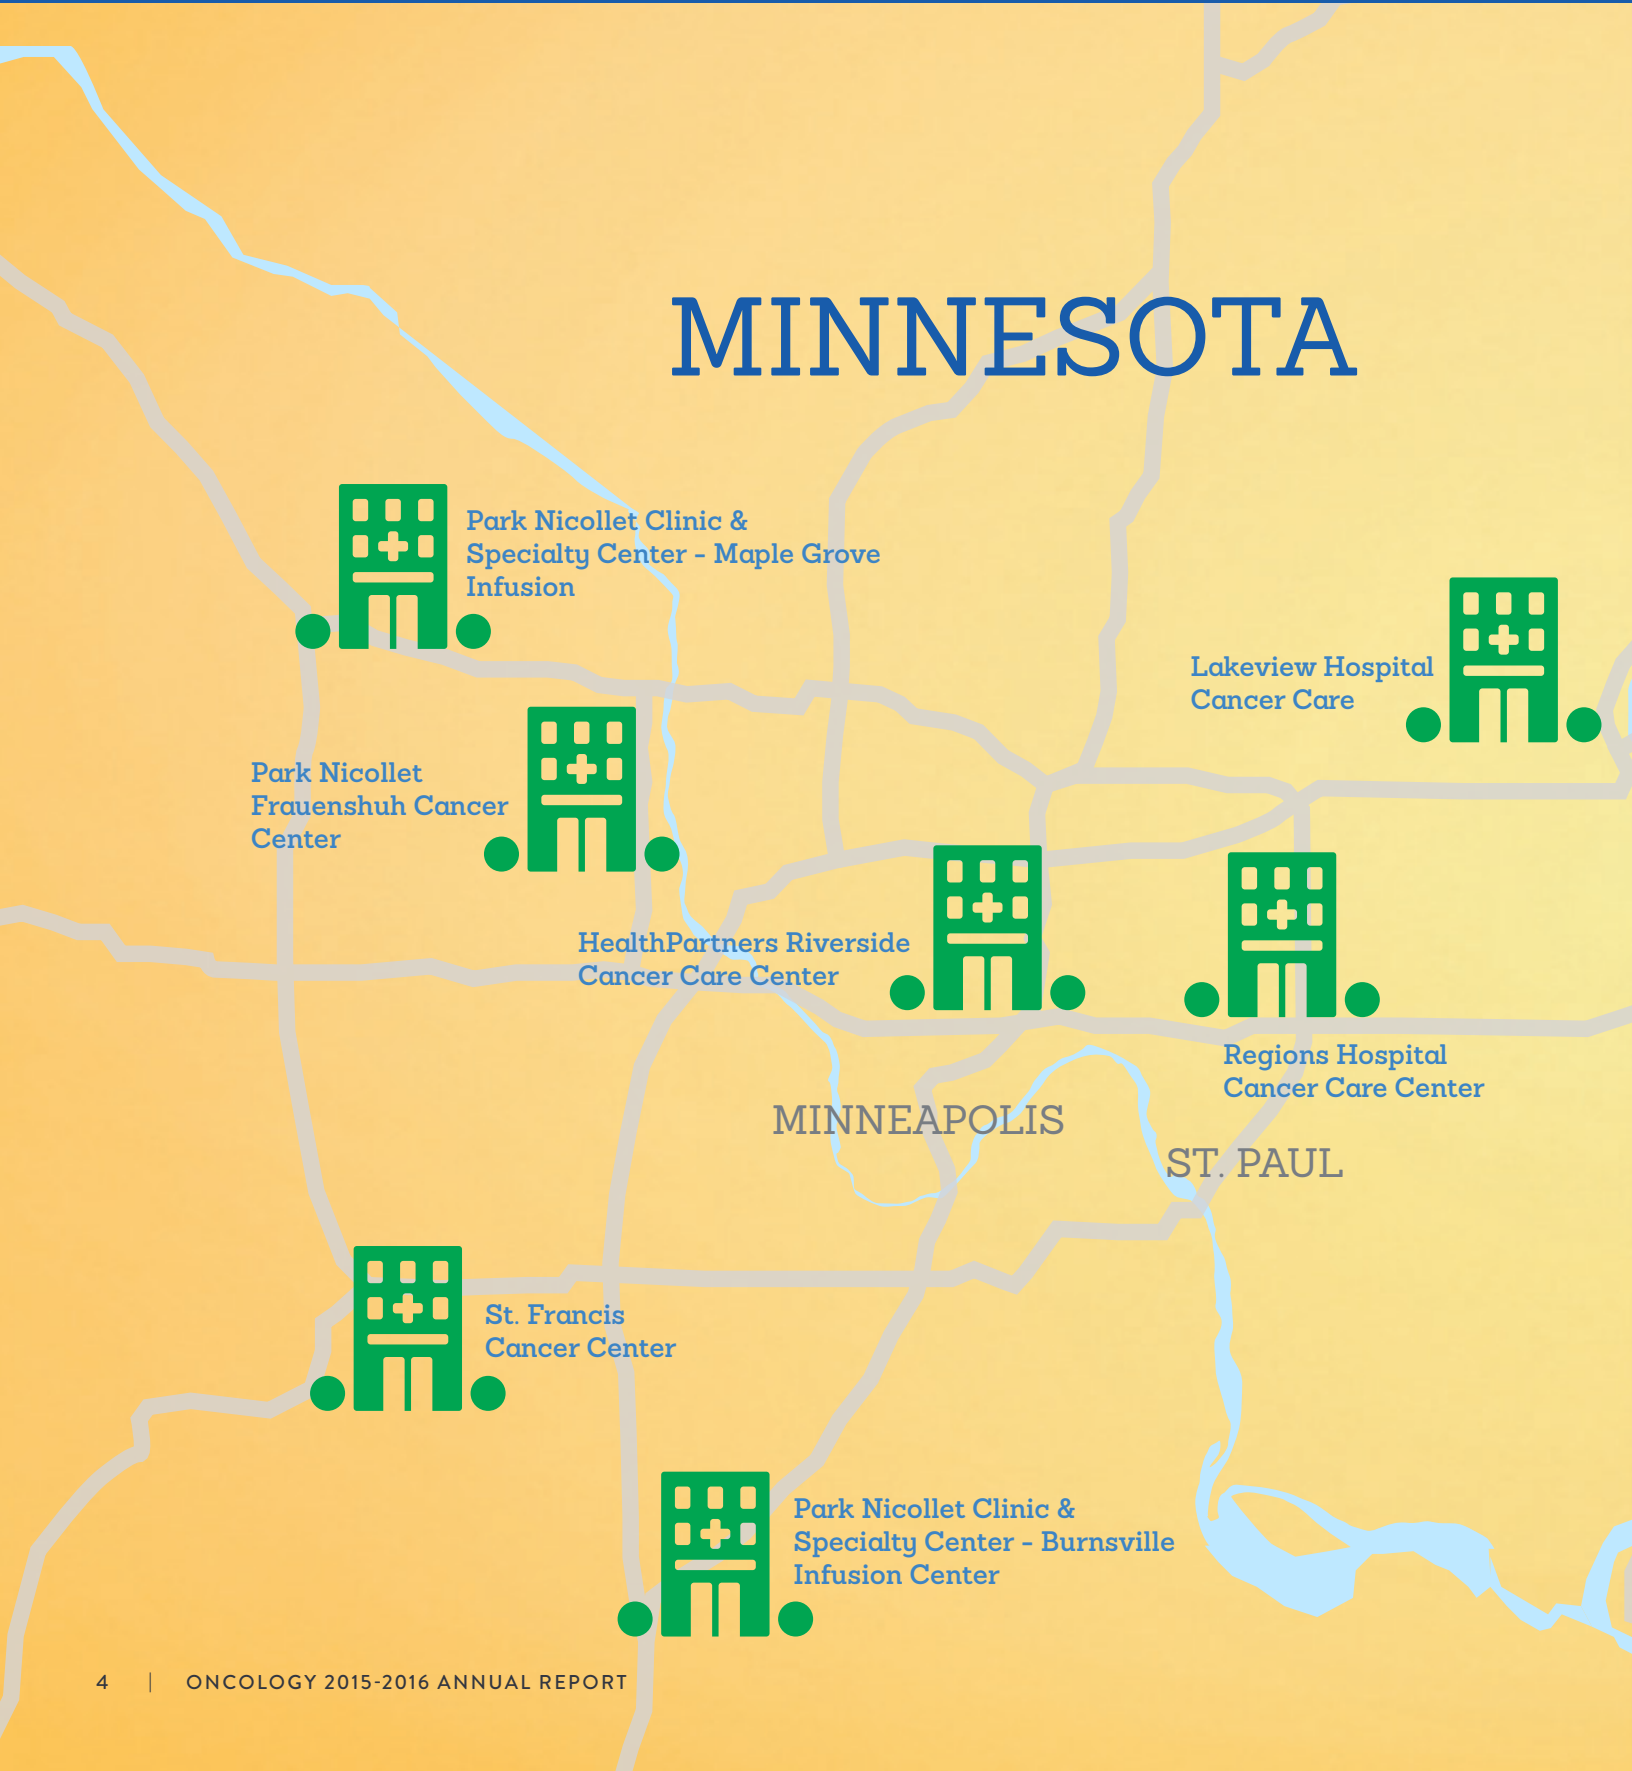 MINNESOTA
Park Nicollet Clinic &
Specialty Center - Maple Grove
Infusion
Lakeview Hospital
Cancer Care
Park Nicollet
Frauenshuh Cancer
Center
HealthPartners Riverside
Cancer Care Center
Regions Hospital
Cancer Care Center
MINNEAPOLIS
ST. PAUL
St. Francis
Cancer Center
Park Nicollet Clinic &
Specialty Center - Burnsville
Infusion Center
4 | ONCOLOGY 2015-2016 ANNUAL REPORT